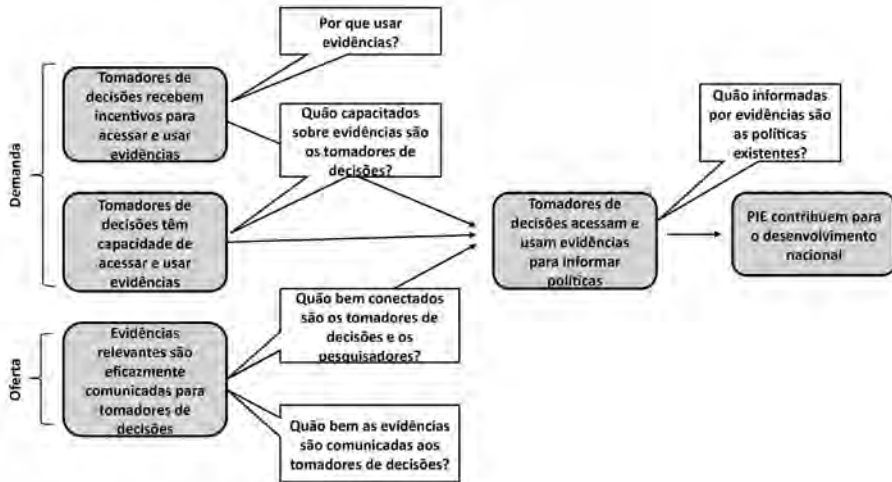 Por que usar
evidências?
Demanda
Tomadores de
decisões recebem
incentivos para
acessar e usar
evidências
Quão capacitados
sobre evidências são
os tomadores de
decisões?
Tomadores de
decisões têm
capacidade de
acessar e usar
evidências
Oferta
Evidências
relevantes são
eficazmente
comunicadas para
tomadores de
decisões
Quão bem conectados
são os tomadores de
decisões e os
pesquisadores?
Quão bem as evidências
são comunicadas aos
tomadores de decisões?
Quão informadas
por evidências são
as políticas
existentes?
Tomadores de
decisões acessam e
usam evidências
para informar
políticas
PIE contribuem para
o desenvolvimento
nacional